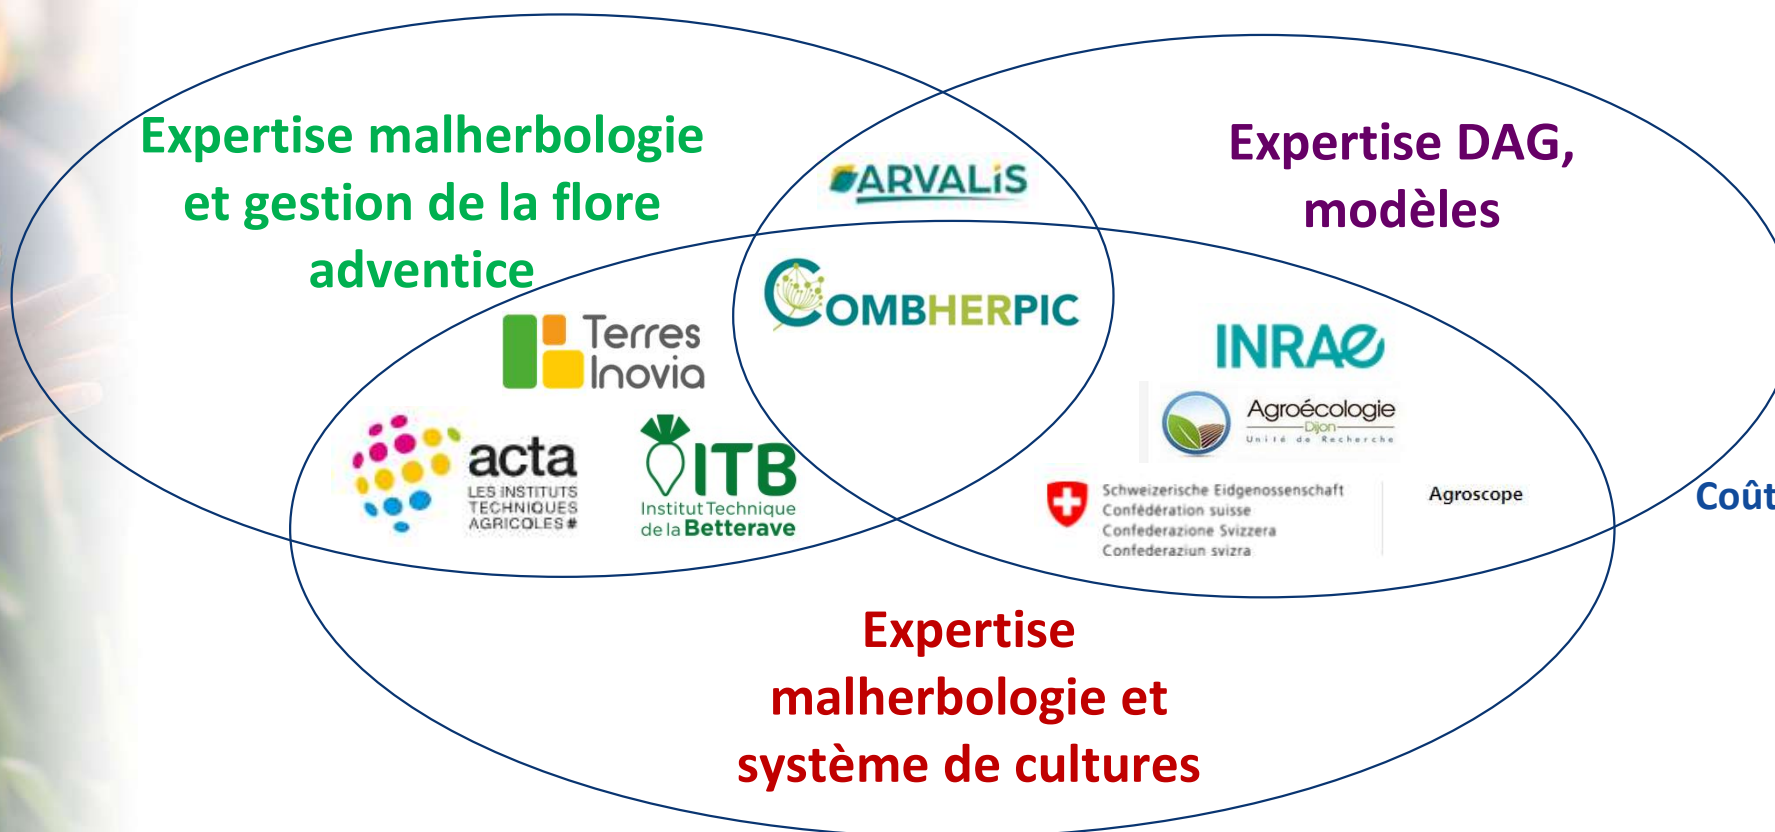 Expertise malherbologie
et gestion de la flore
adventice
ARVALIS
Expertise DAG,
modèles
COMBHERPIC
Terres
Inovia
INRAE
acta
LES INSTITUTS
TECHNIQUES
AGRICOLES#
ITB
Institut Technique
de la Betterave
Agroécologie
Dijon
Unité de Recherche
Schweizerische Eidgenossenschaft
Confédération suisse
Confederazione Svizzera
Confederaziun svizra
Agroscope
Coût
Expertise
malherbologie et
système de cultures